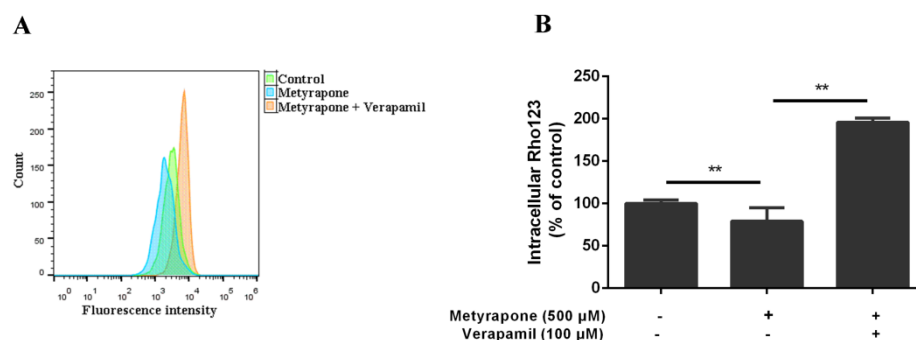 A
250
200
150
100
50
0
Count
10^0 10^1 10^2 10^3 10^4 10^5 10^6
Fluorescence intensity
Control
Metyrapone
Metyrapone + Verapamil
B
Intracellular Rho123
(% of control)
250
200
150
100
50
0
**
**
Metyrapone (500 µM) - + +
Verapamil (100 µM) - - +